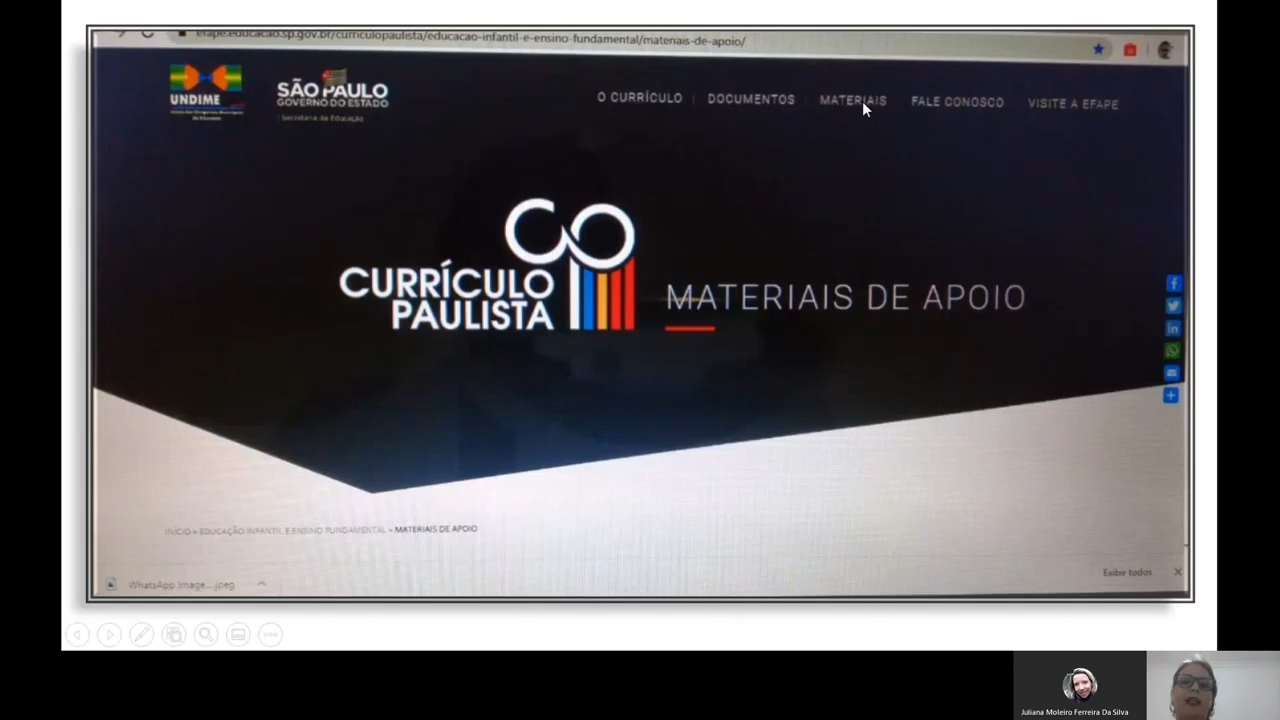 efape.educacao.sp.gov.br/curriculopaulista/educacao-infantil-e-ensino-fundamental/materiais-de-apoio/
UNDIME
SÃO PAULO
GOVERNO DO ESTADO
Secretaria da Educação
O CURRÍCULO
DOCUMENTOS
MATERIAIS
FALE CONOSCO
VISITE A EFAPE
CURRÍCULO
PAULISTA
MATERIAIS DE APOIO
INÍCIO » EDUCAÇÃO INFANTIL E ENSINO FUNDAMENTAL » MATERIAIS DE APOIO
WhatsApp Image...jpeg
Exibir todos
Juliana Moleiro Ferreira Da Silva